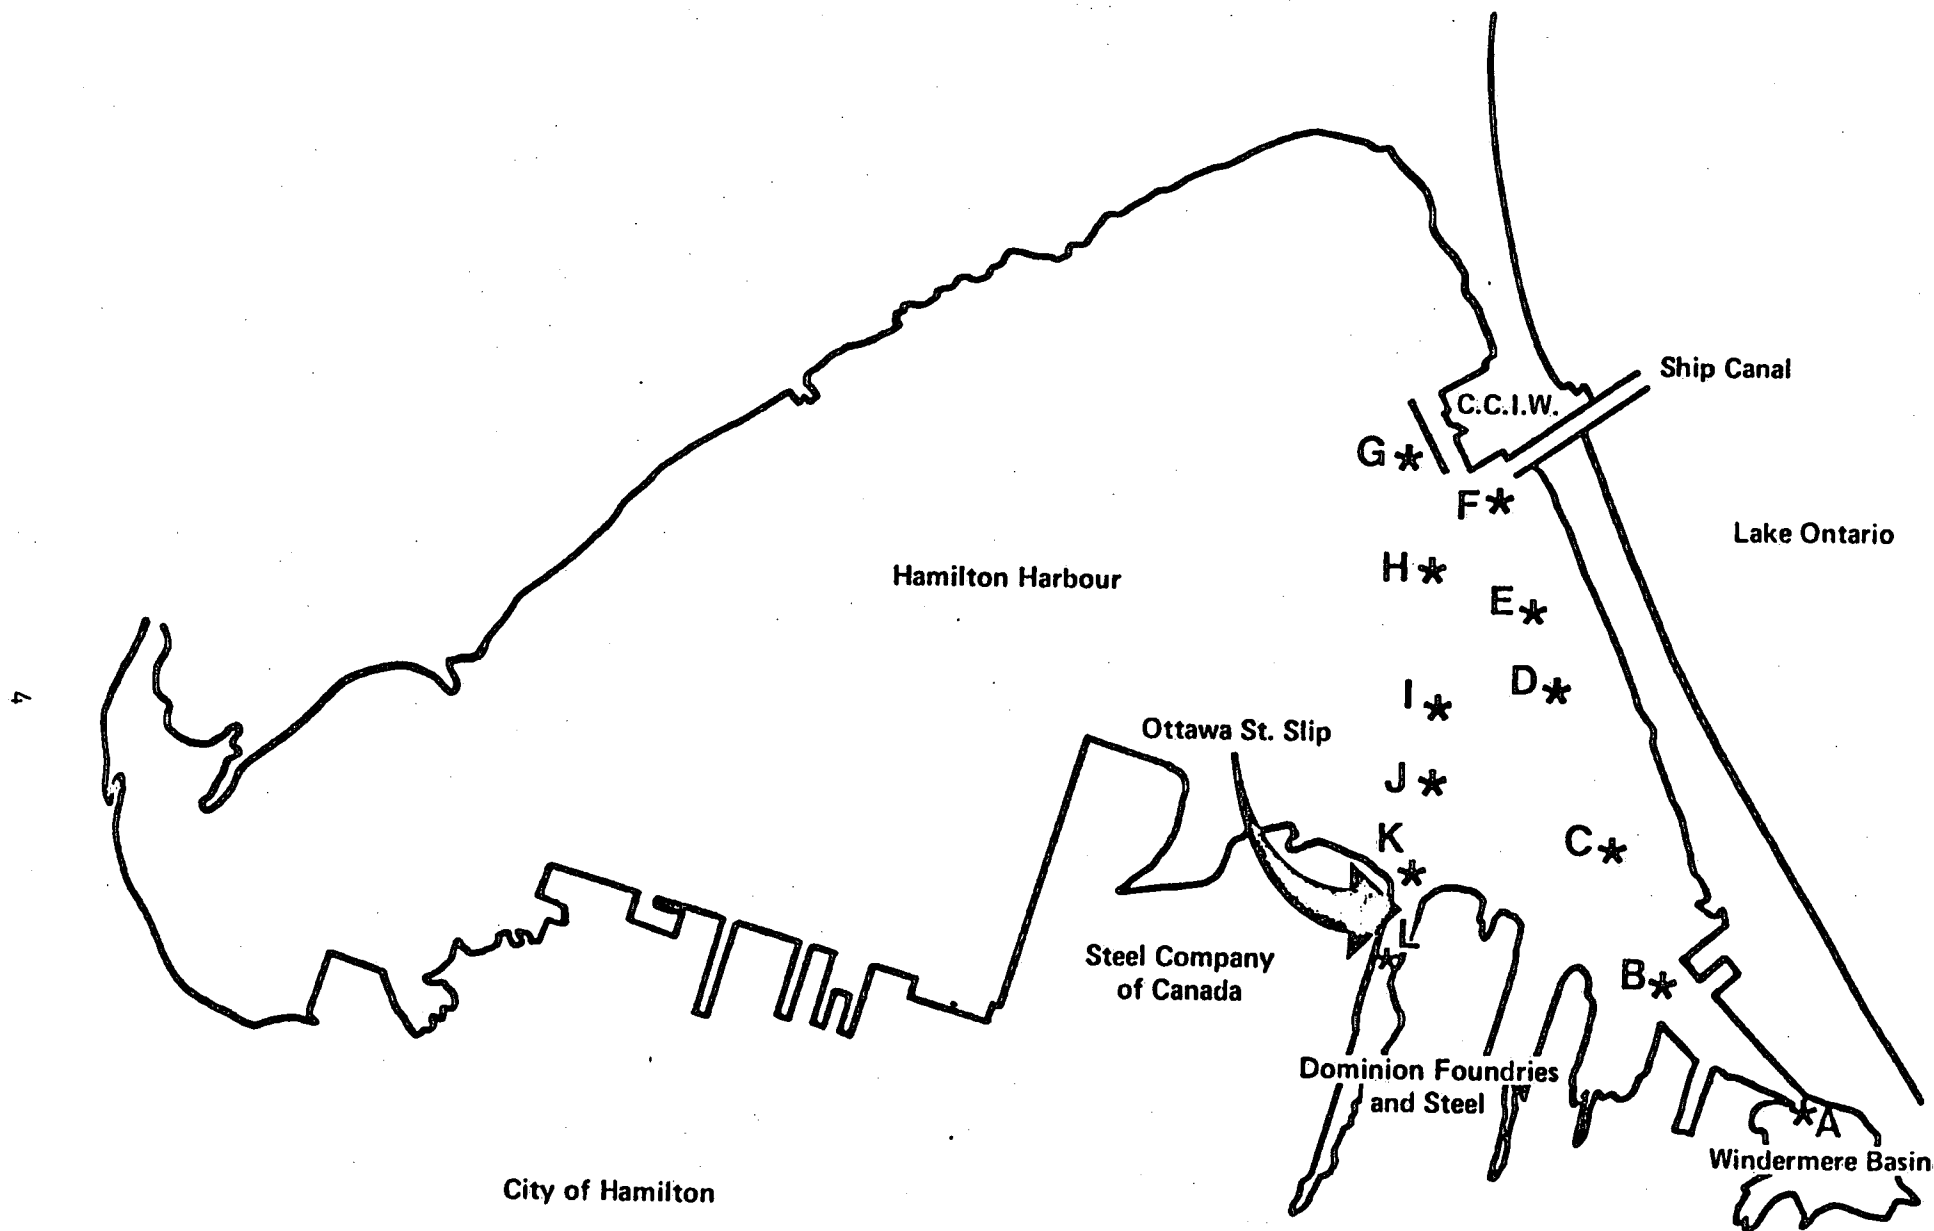 Ship Canal
C.C.I.W.
G *
F *
Lake Ontario
H *
Hamilton Harbour
E *
D *
I *
Ottawa St. Slip
J *
K *
C *
L *
Steel Company
of Canada
B *
Dominion Foundries
and Steel
* A
Windermere Basin
City of Hamilton
4